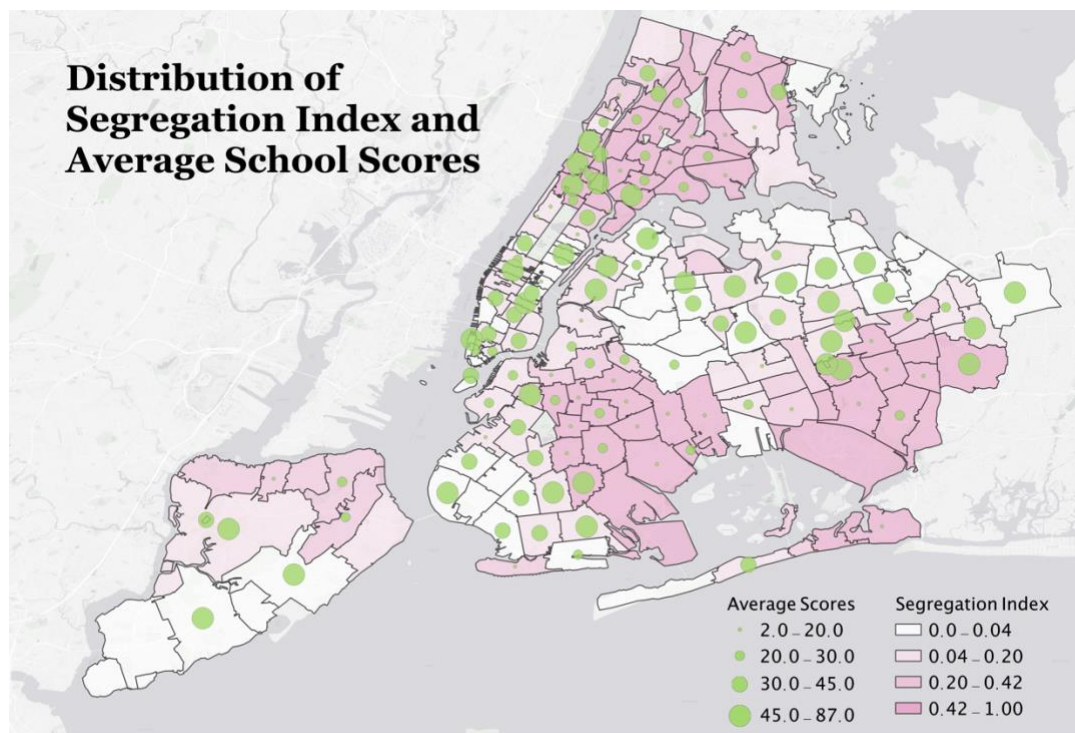 Distribution of
Segregation Index and
Average School Scores
Average Scores
2.0 – 20.0
20.0 – 30.0
30.0 – 45.0
45.0 – 87.0
Segregation Index
0.0 – 0.04
0.04 – 0.20
0.20 – 0.42
0.42 – 1.00